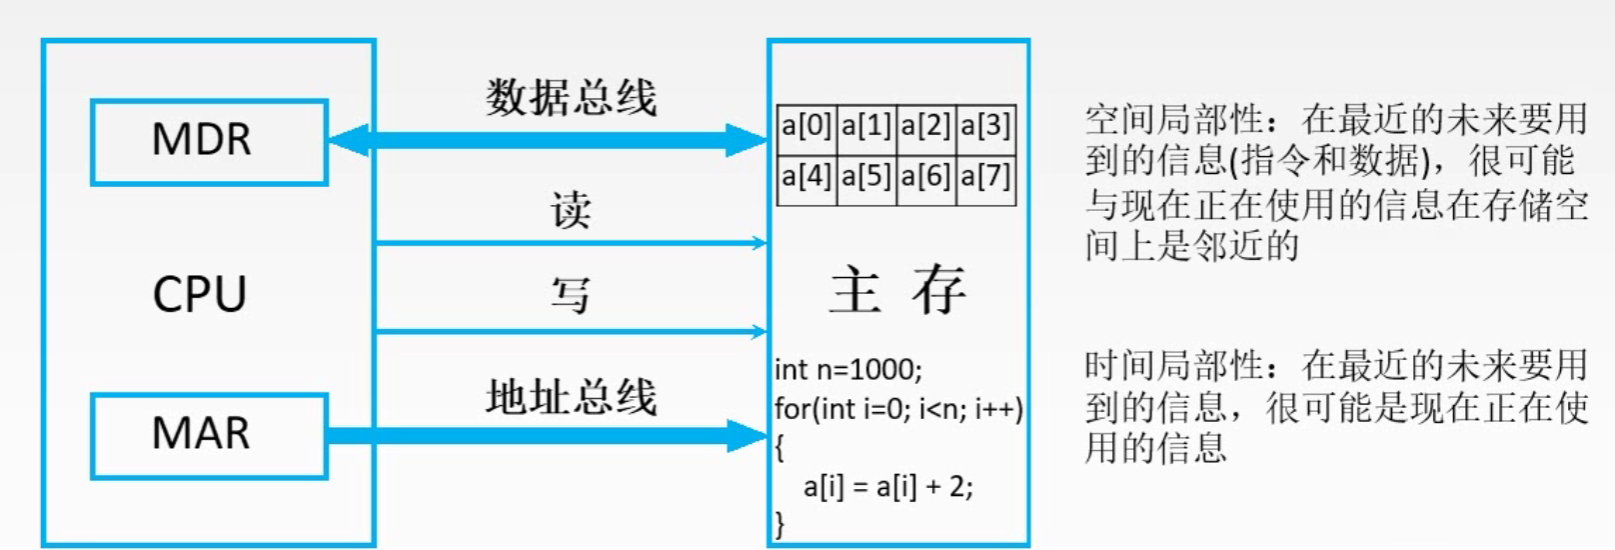 MDR
CPU
MAR
数据总线
读
写
地址总线
a[0] a[1] a[2] a[3]
a[4] a[5] a[6] a[7]
主 存
int n=1000;
for(int i=0; i<n; i++)
{
a[i] = a[i] + 2;
}
空间局部性：在最近的未来要用
到的信息(指令和数据)，很可能
与现在正在使用的信息在存储空
间上是邻近的
时间局部性：在最近的未来要用
到的信息，很可能是现在正在使
用的信息